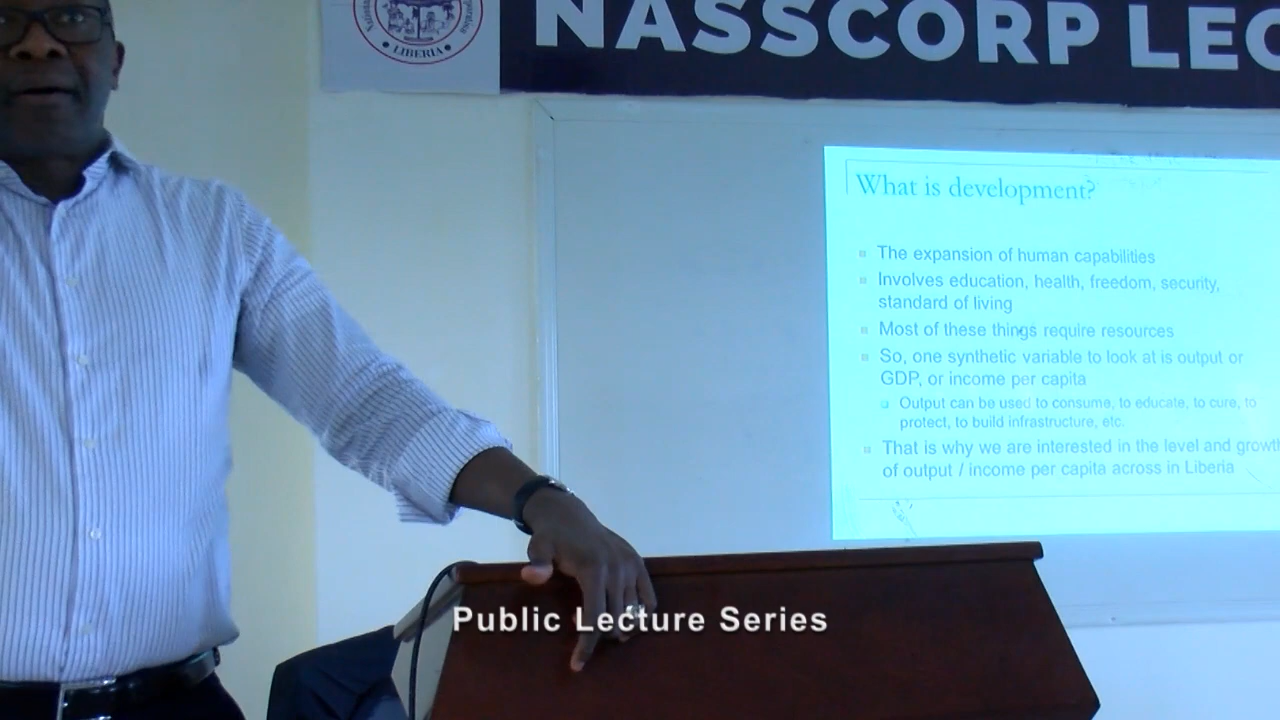 NASSCORP LEC
LIBERIA
What is development?
The expansion of human capabilities
Involves education, health, freedom, security,
standard of living
Most of these things require resources
So, one synthetic variable to look at is output or
GDP, or income per capita
Output can be used to consume, to educate, to cure, to
protect, to build infrastructure, etc.
That is why we are interested in the level and growth
of output / income per capita across in Liberia
Public Lecture Series